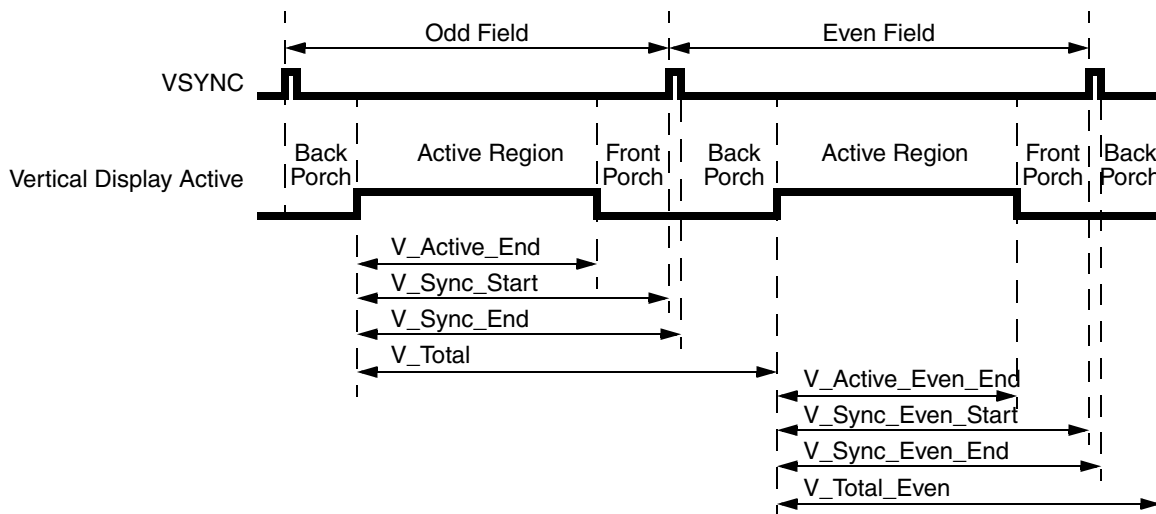 Odd Field
Even Field
VSYNC
Back
Porch
Active Region
Front
Porch
Back
Porch
Active Region
Front
Porch
Back
Porch
Vertical Display Active
V_Active_End
V_Sync_Start
V_Sync_End
V_Total
V_Active_Even_End
V_Sync_Even_Start
V_Sync_Even_End
V_Total_Even